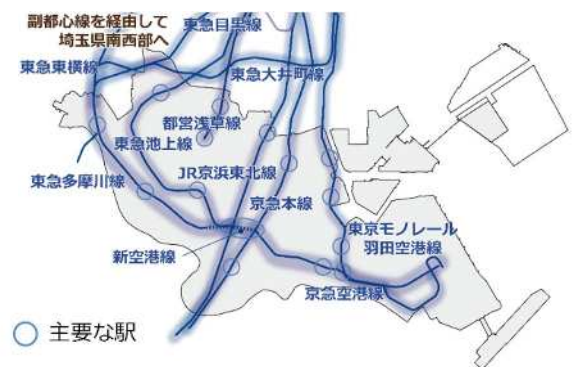 副都心線を経由して
埼玉県南西部へ
東急目黒線
東急東横線
東急大井町線
都営浅草線
東急池上線
JR京浜東北線
東急多摩川線
京急本線
東京モノレール
羽田空港線
新空港線
京急空港線
主要な駅